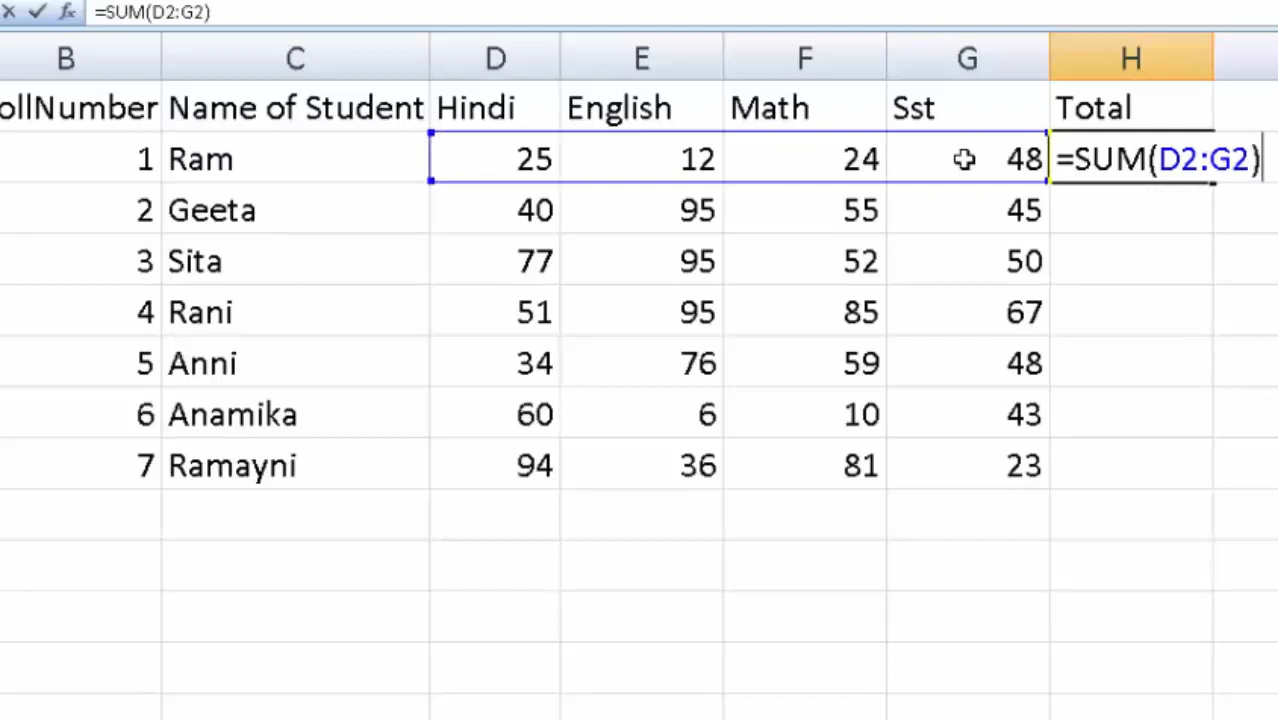 =SUM(D2:G2)
B C D E F G H
ollNumber Name of Student Hindi English Math Sst Total
1 Ram 25 12 24 48 =SUM(D2:G2)
2 Geeta 40 95 55 45
3 Sita 77 95 52 50
4 Rani 51 95 85 67
5 Anni 34 76 59 48
6 Anamika 60 6 10 43
7 Ramayni 94 36 81 23